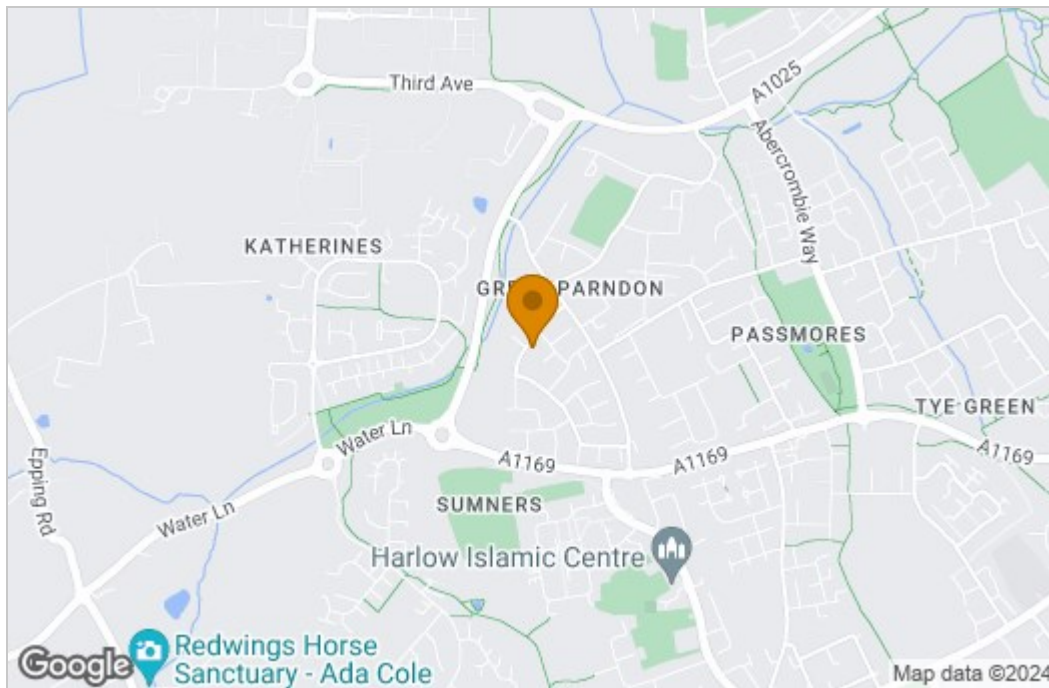 Third Ave
A1025
Abercrombie Way
KATHERINES
PARNDON
PASSMORES
TYE GREEN
Water Ln
A1169
A1169
A1169
Epping Rd
SUMNERS
Water Ln
Harlow Islamic Centre
Redwings Horse
Sanctuary - Ada Cole
Google
Map data ©2024